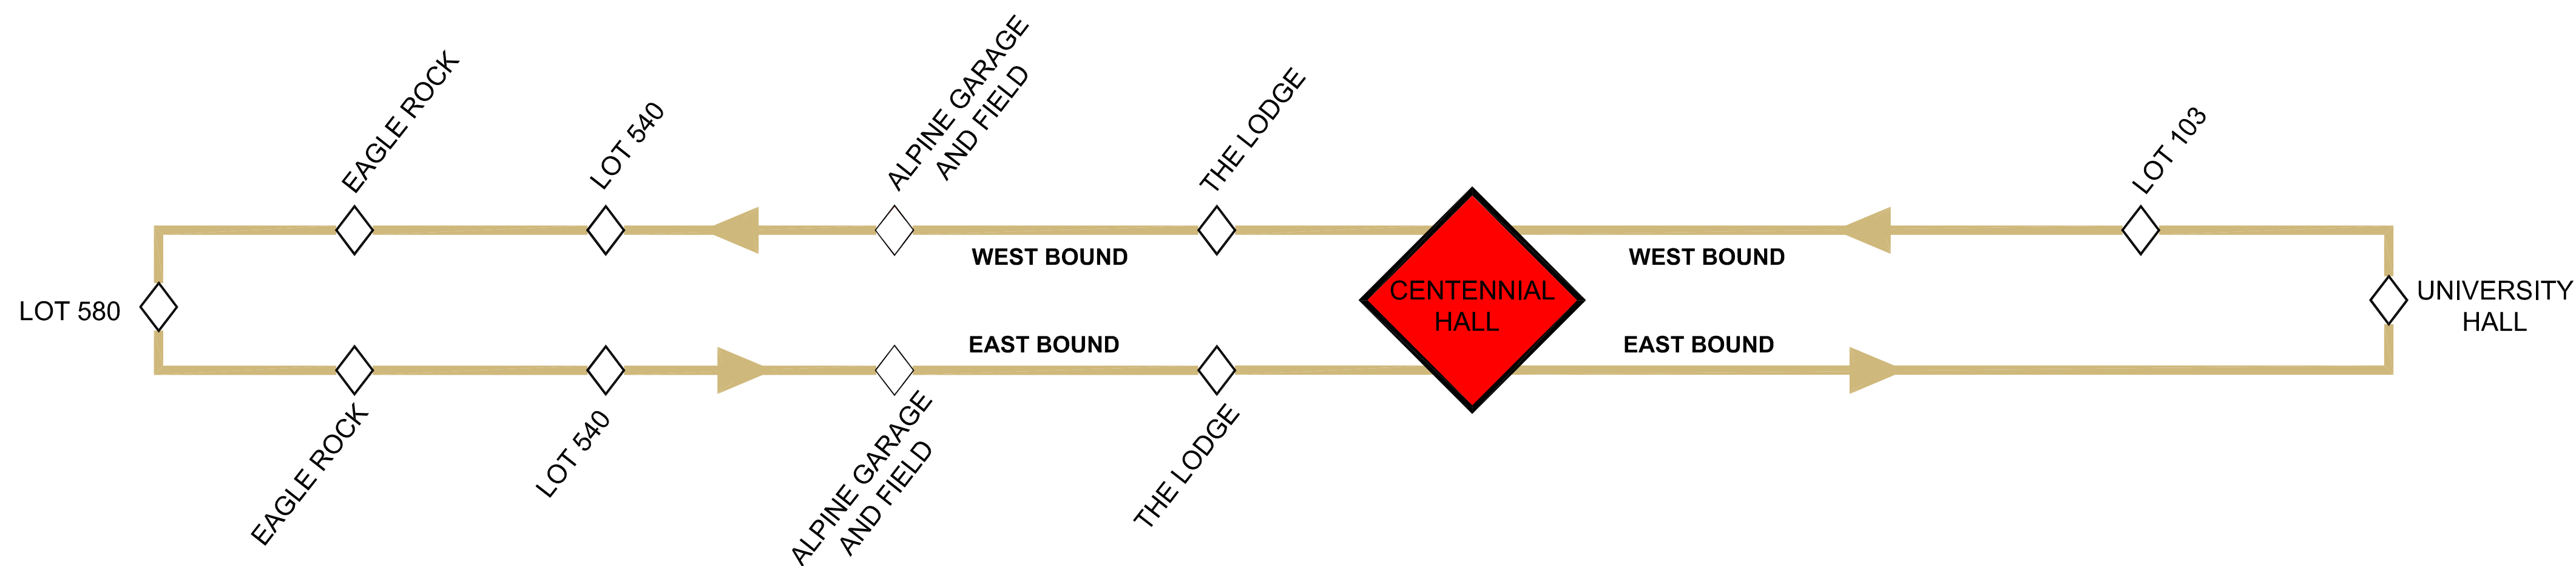 EAGLE ROCK
LOT 540
ALPINE GARAGE
AND FIELD
THE LODGE
LOT 103
WEST BOUND
WEST BOUND
LOT 580
CENTENNIAL
HALL
UNIVERSITY
HALL
EAST BOUND
EAST BOUND
EAGLE ROCK
LOT 540
ALPINE GARAGE
AND FIELD
THE LODGE